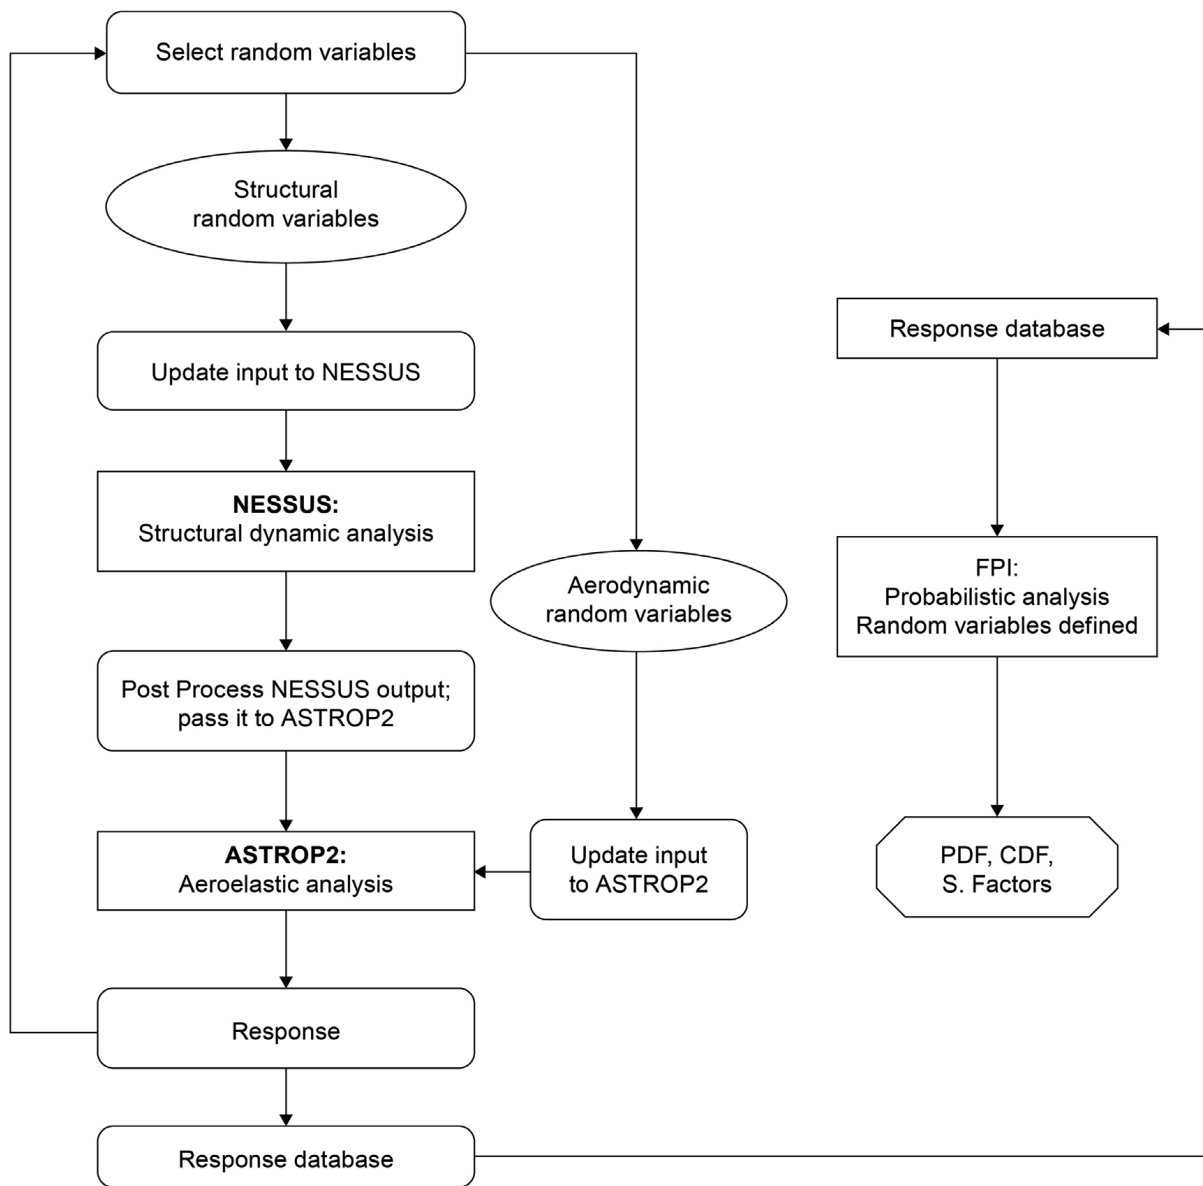 Select random variables
Structural
random variables
Update input to NESSUS
NESSUS:
Structural dynamic analysis
Post Process NESSUS output;
pass it to ASTROP2
ASTROP2:
Aeroelastic analysis
Response
Response database
Aerodynamic
random variables
Update input
to ASTROP2
Response database
FPI:
Probabilistic analysis
Random variables defined
PDF, CDF,
S. Factors